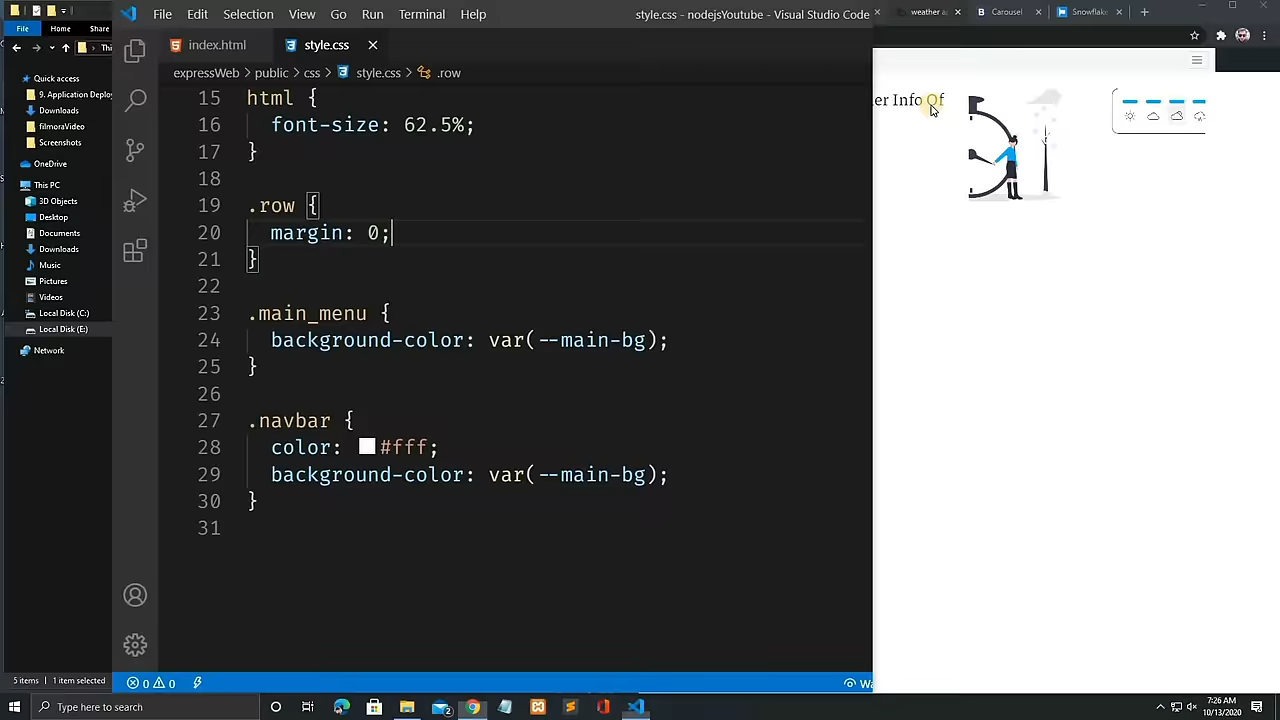 File
Home
Share
Quick access
9. Application Deploy
Downloads
filmoraVideo
Screenshots
OneDrive
This PC
3D Objects
Desktop
Documents
Downloads
Music
Pictures
Videos
Local Disk (C:)
Local Disk (E:)
Network
5 items
1 item selected
File Edit Selection View Go Run Terminal Help
style.css - nodejsYoutube - Visual Studio Code
index.html
style.css
expressWeb > public > css > style.css > .row
15 html {
16 font-size: 62.5%;
17 }
18
19 .row {
20 margin: 0;
21 }
22
23 .main_menu {
24 background-color: var(--main-bg);
25 }
26
27 .navbar {
28 color: #fff;
29 background-color: var(--main-bg);
30 }
31
0 0
weather a
Carousel
Snowflake
er Info Of
Type here to search
7:26 AM
10/13/2020